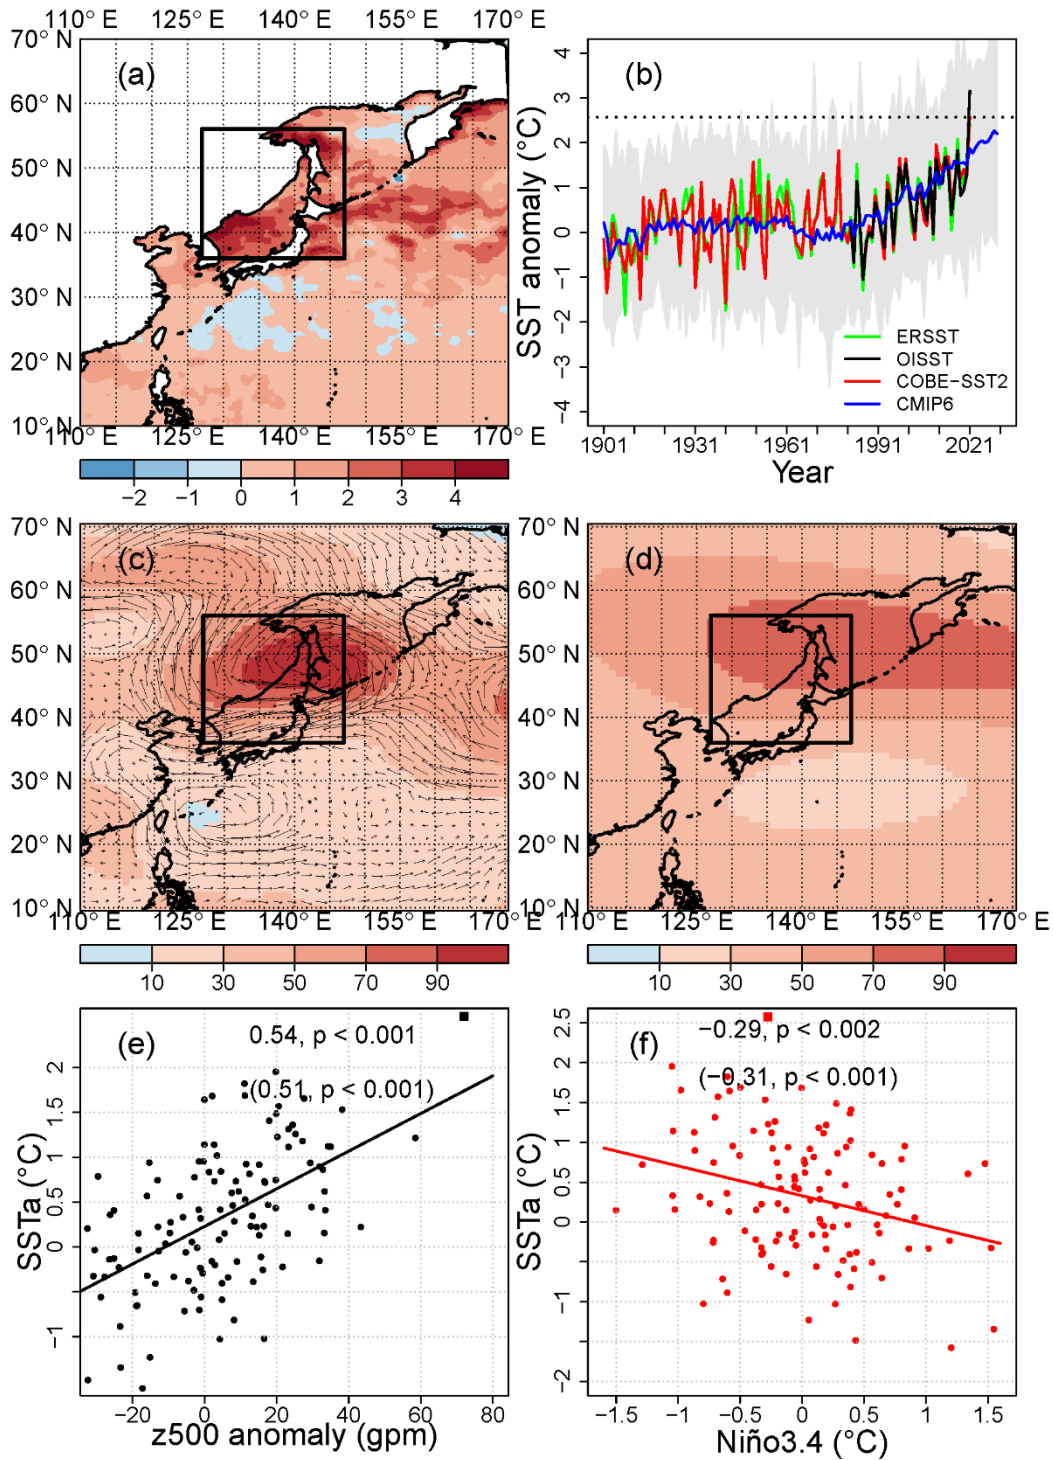 110° E 125° E 140° E 155° E 170° E
70° N
60° N
50° N
40° N
30° N
20° N
10° N
(a)
110° E 125° E 140° E 155° E 170° E
−2 −1 0 1 2 3 4
(b)
SST anomaly (°C)
4
3
2
1
0
−1
−2
−3
−4
ERSST
OISST
COBE−SST2
CMIP6
1901 1931 1961 1991 2021
Year
(c)
70° N
60° N
50° N
40° N
30° N
20° N
10° N
110° E 125° E 140° E 155° E 170° E
10 30 50 70 90
(d)
70° N
60° N
50° N
40° N
30° N
20° N
10° N
110° E 125° E 140° E 155° E 170° E
10 30 50 70 90
(e)
0.54, p < 0.001
(0.51, p < 0.001)
SSTa (°C)
2
1
0
−1
−20 0 20 40 60 80
z500 anomaly (gpm)
(f)
−0.29, p < 0.002
(−0.31, p < 0.001)
SSTa (°C)
2.5
2
1.5
1
0.5
0
−1
−2
−1.5 −1 −0.5 0 0.5 1 1.5
Niño3.4 (°C)